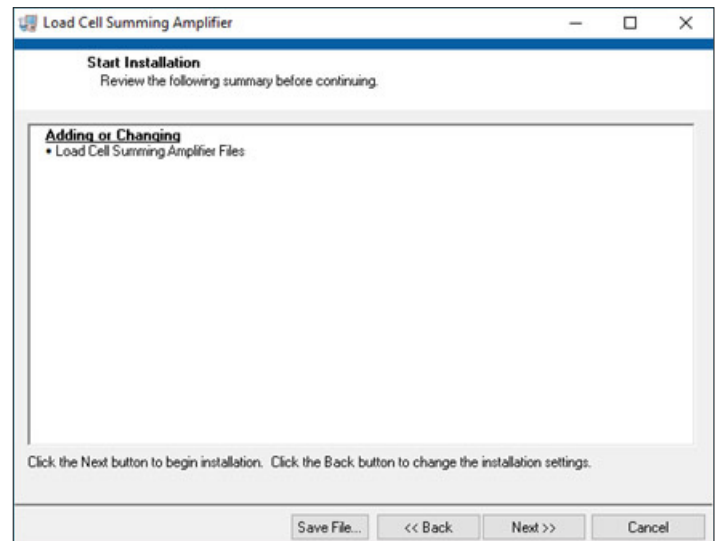 Load Cell Summing Amplifier
Start Installation
Review the following summary before continuing.
Adding or Changing
• Load Cell Summing Amplifier Files
Click the Next button to begin installation. Click the Back button to change the installation settings.
Save File... << Back Next >> Cancel